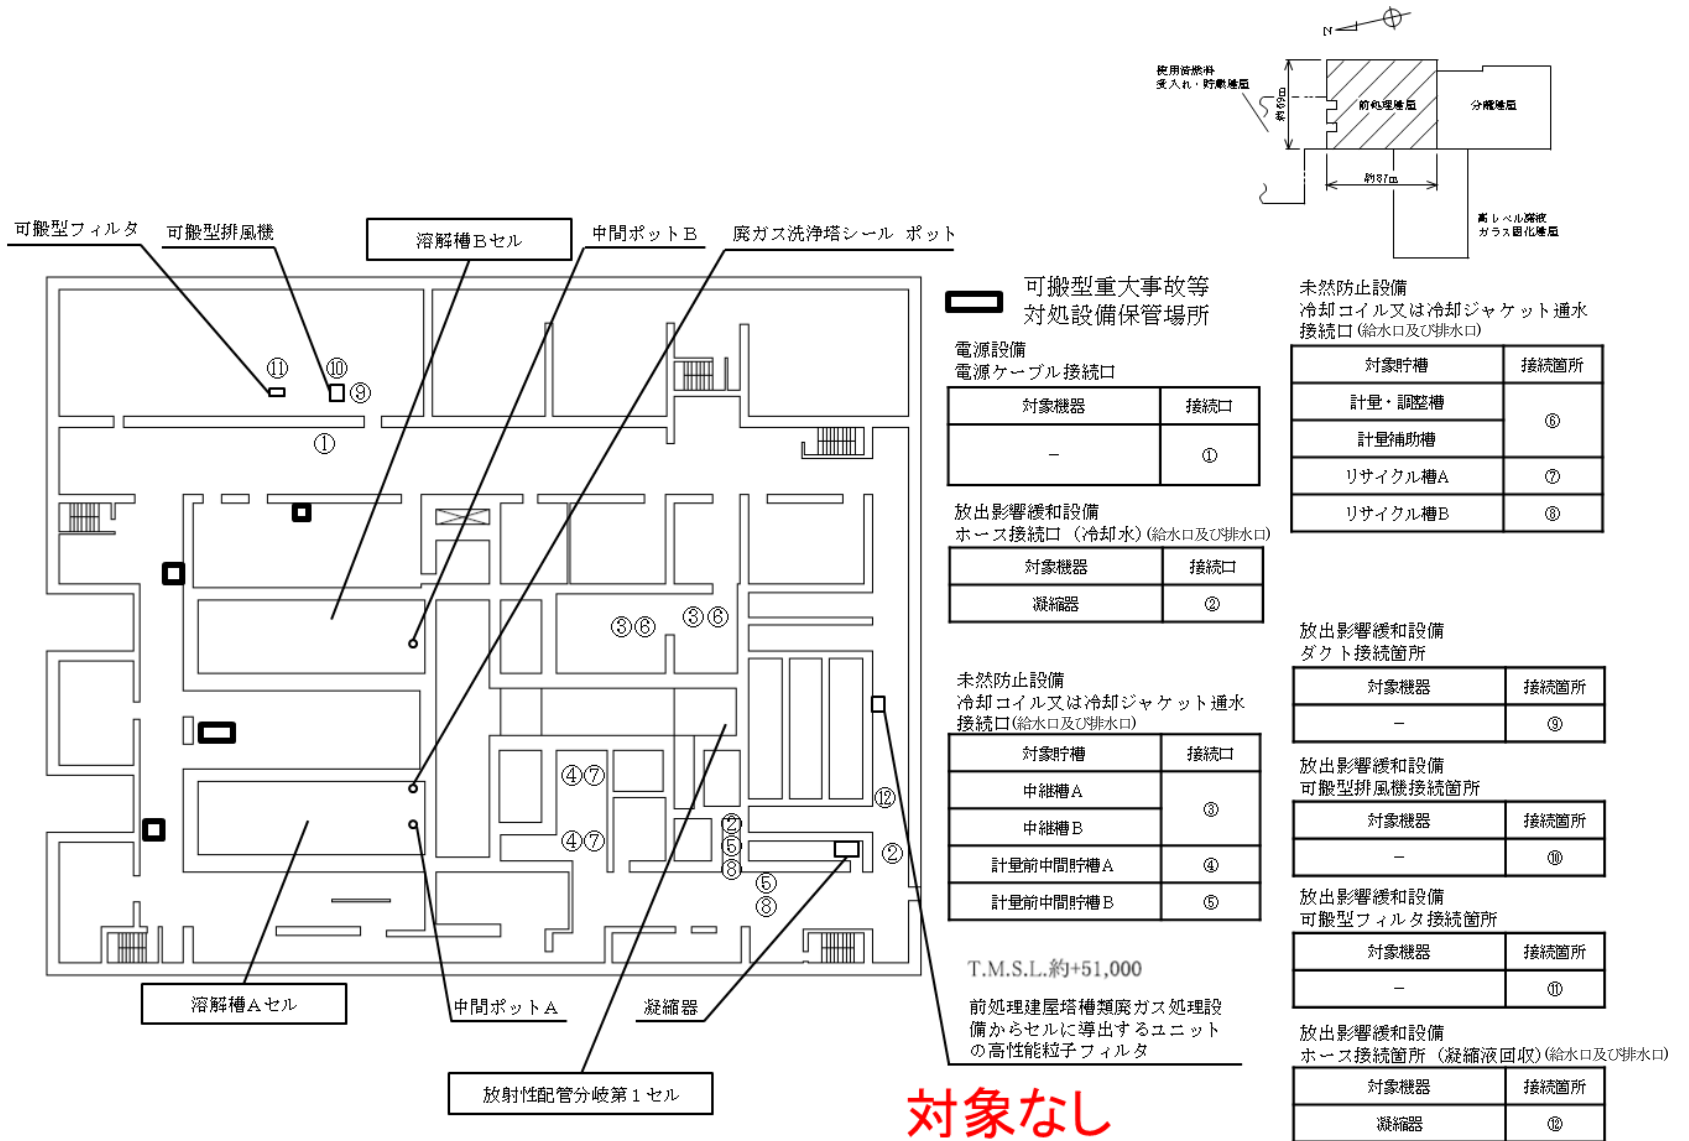 N
使用済燃料
受入れ・貯蔵建屋
約69m
前処理建屋
分離建屋
約87m
高レベル廃液
ガラス固化建屋
可搬型フィルタ
可搬型排風機
溶解槽Bセル
中間ポットB
廃ガス洗浄塔シール ポット
⑪
⑩
⑨
①
③⑥
③⑥
④⑦
④⑦
②
⑤
⑧
⑤
⑧
⑫
②
溶解槽Aセル
中間ポットA
凝縮器
放射性配管分岐第1セル
可搬型重大事故等
対処設備保管場所
電源設備
電源ケーブル接続口
対象機器 接続口
－ ①
放出影響緩和設備
ホース接続口 (冷却水)(給水口及び排水口)
対象機器 接続口
凝縮器 ②
未然防止設備
冷却コイル又は冷却ジャケット通水
接続口(給水口及び排水口)
対象貯槽 接続口
中継槽A ③
中継槽B
計量前中間貯槽A ④
計量前中間貯槽B ⑤
T.M.S.L.約+51,000
前処理建屋塔槽類廃ガス処理設
備からセルに導出するユニット
の高性能粒子フィルタ
対象なし
未然防止設備
冷却コイル又は冷却ジャケット通水
接続口(給水口及び排水口)
対象貯槽 接続箇所
計量・調整槽 ⑥
計量補助槽
リサイクル槽A ⑦
リサイクル槽B ⑧
放出影響緩和設備
ダクト接続箇所
対象機器 接続箇所
－ ⑨
放出影響緩和設備
可搬型排風機接続箇所
対象機器 接続箇所
－ ⑩
放出影響緩和設備
可搬型フィルタ接続箇所
対象機器 接続箇所
－ ⑪
放出影響緩和設備
ホース接続箇所 (凝縮液回収)(給水口及び排水口)
対象機器 接続箇所
凝縮器 ⑫